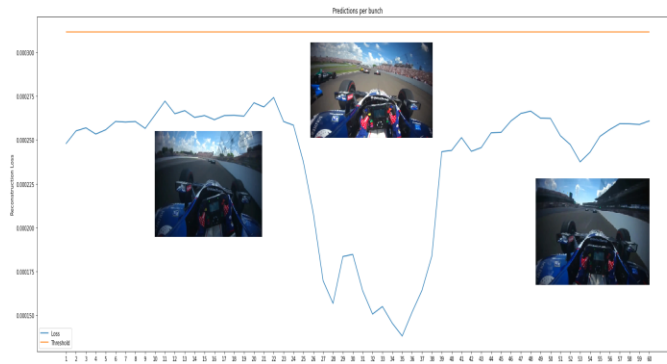 Predictions per bunch
Reconstruction Loss
0.000300
0.000275
0.000250
0.000225
0.000200
0.000175
0.000150
Loss
Threshold
1 2 3 4 5 6 7 8 9 10 11 12 13 14 15 16 17 18 19 20 21 22 23 24 25 26 27 28 29 30 31 32 33 34 35 36 37 38 39 40 41 42 43 44 45 46 47 48 49 50 51 52 53 54 55 56 57 58 59 60